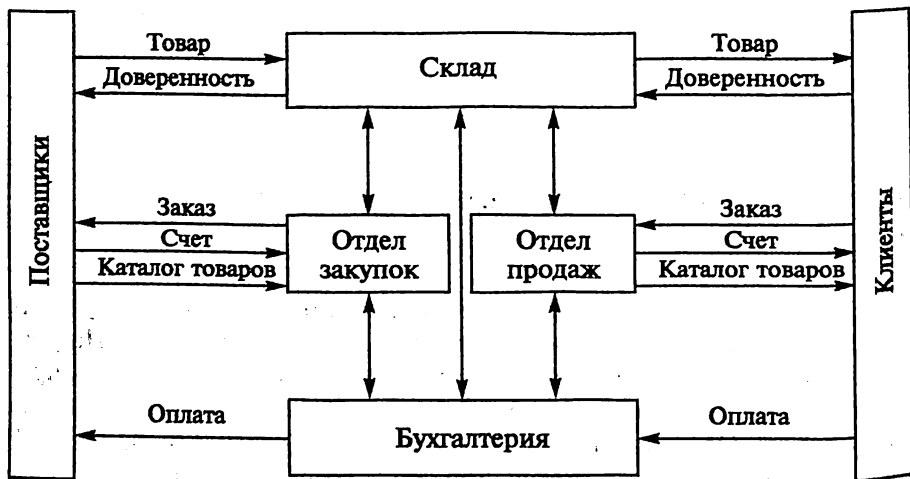 Товар
Товар
Склад
Доверенность
Доверенность
Поставщики
Клиенты
Заказ
Заказ
Отдел
закупок
Отдел
продаж
Счет
Счет
Каталог товаров
Каталог товаров
Оплата
Оплата
Бухгалтерия